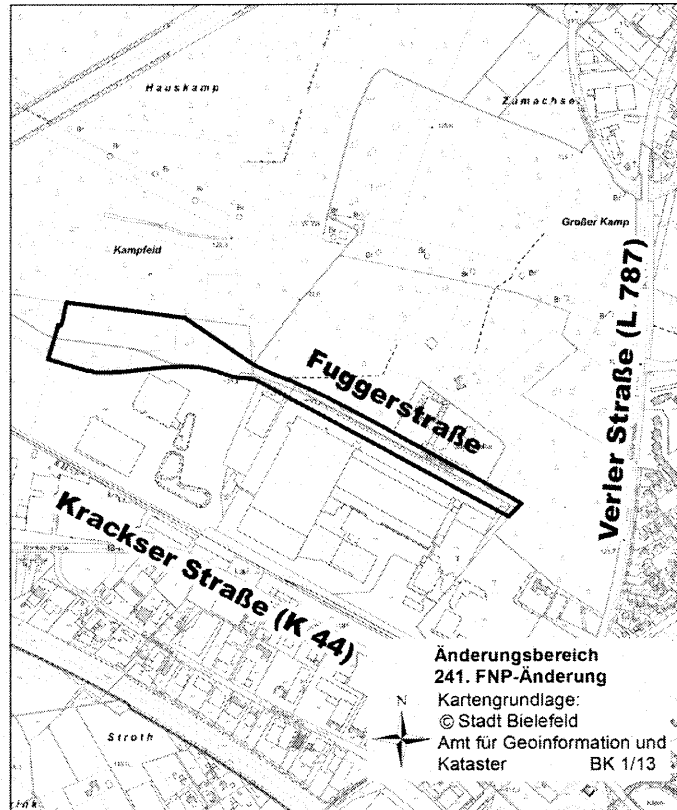 Hauskamp
Zumachse
Großer Kamp
Kampfeld
Fuggerstraße
Verler Straße (L 787)
Krackser Straße (K 44)
Änderungsbereich
241. FNP-Änderung
N
Kartengrundlage:
© Stadt Bielefeld
Amt für Geoinformation und
Kataster BK 1/13
Stroth